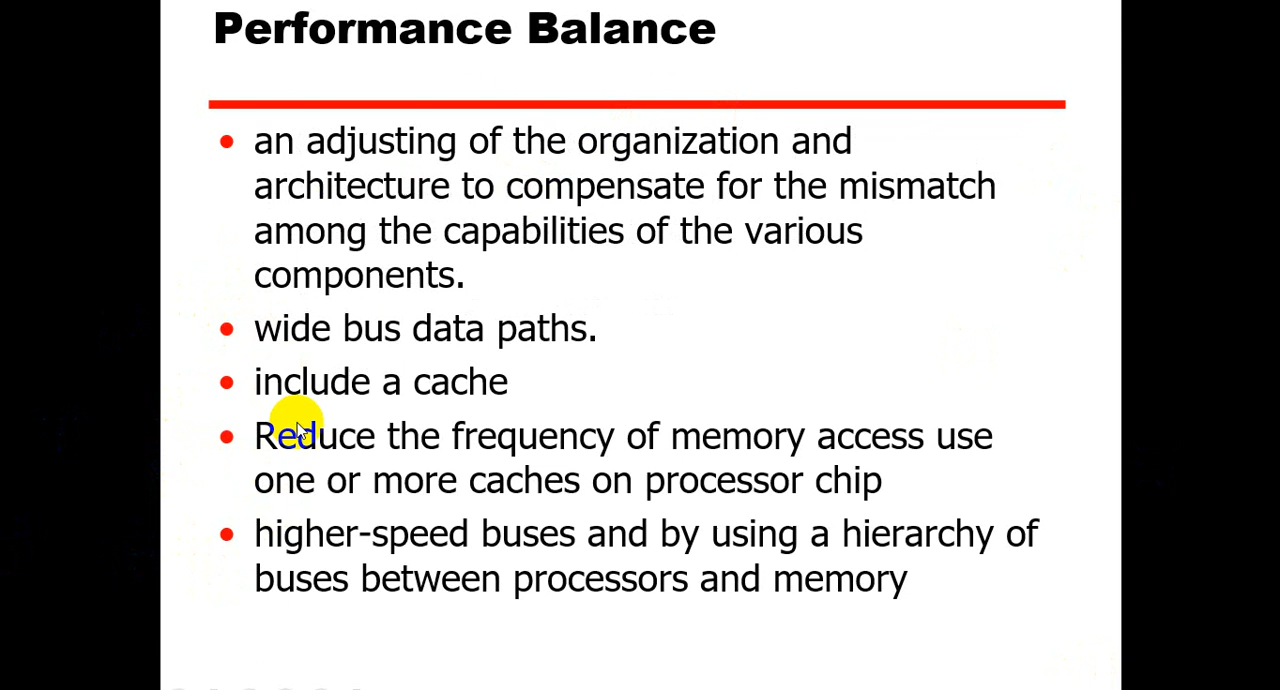 Performance Balance
an adjusting of the organization and
architecture to compensate for the mismatch
among the capabilities of the various
components.
wide bus data paths.
include a cache
Reduce the frequency of memory access use
one or more caches on processor chip
higher-speed buses and by using a hierarchy of
buses between processors and memory